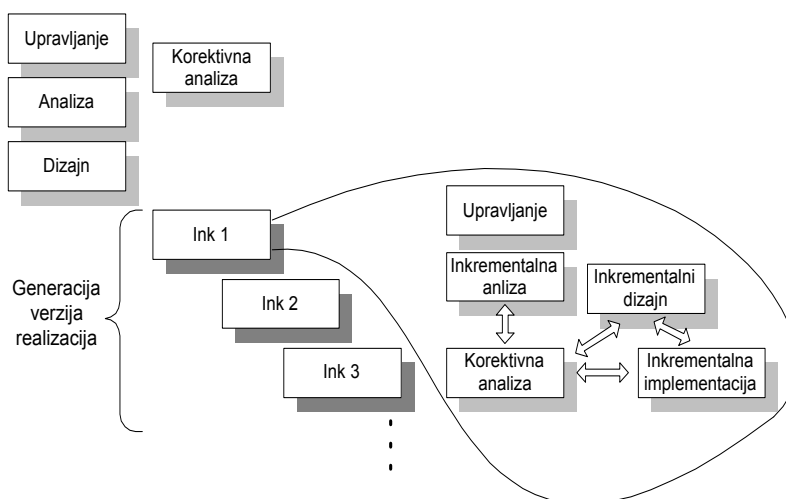 Upravljanje
Korektivna
analiza
Analiza
Dizajn
Generacija
verzija
realizacija
Ink 1
Ink 2
Ink 3
Upravljanje
Inkrementalna
anliza
Inkrementalni
dizajn
Korektivna
analiza
Inkrementalna
implementacija